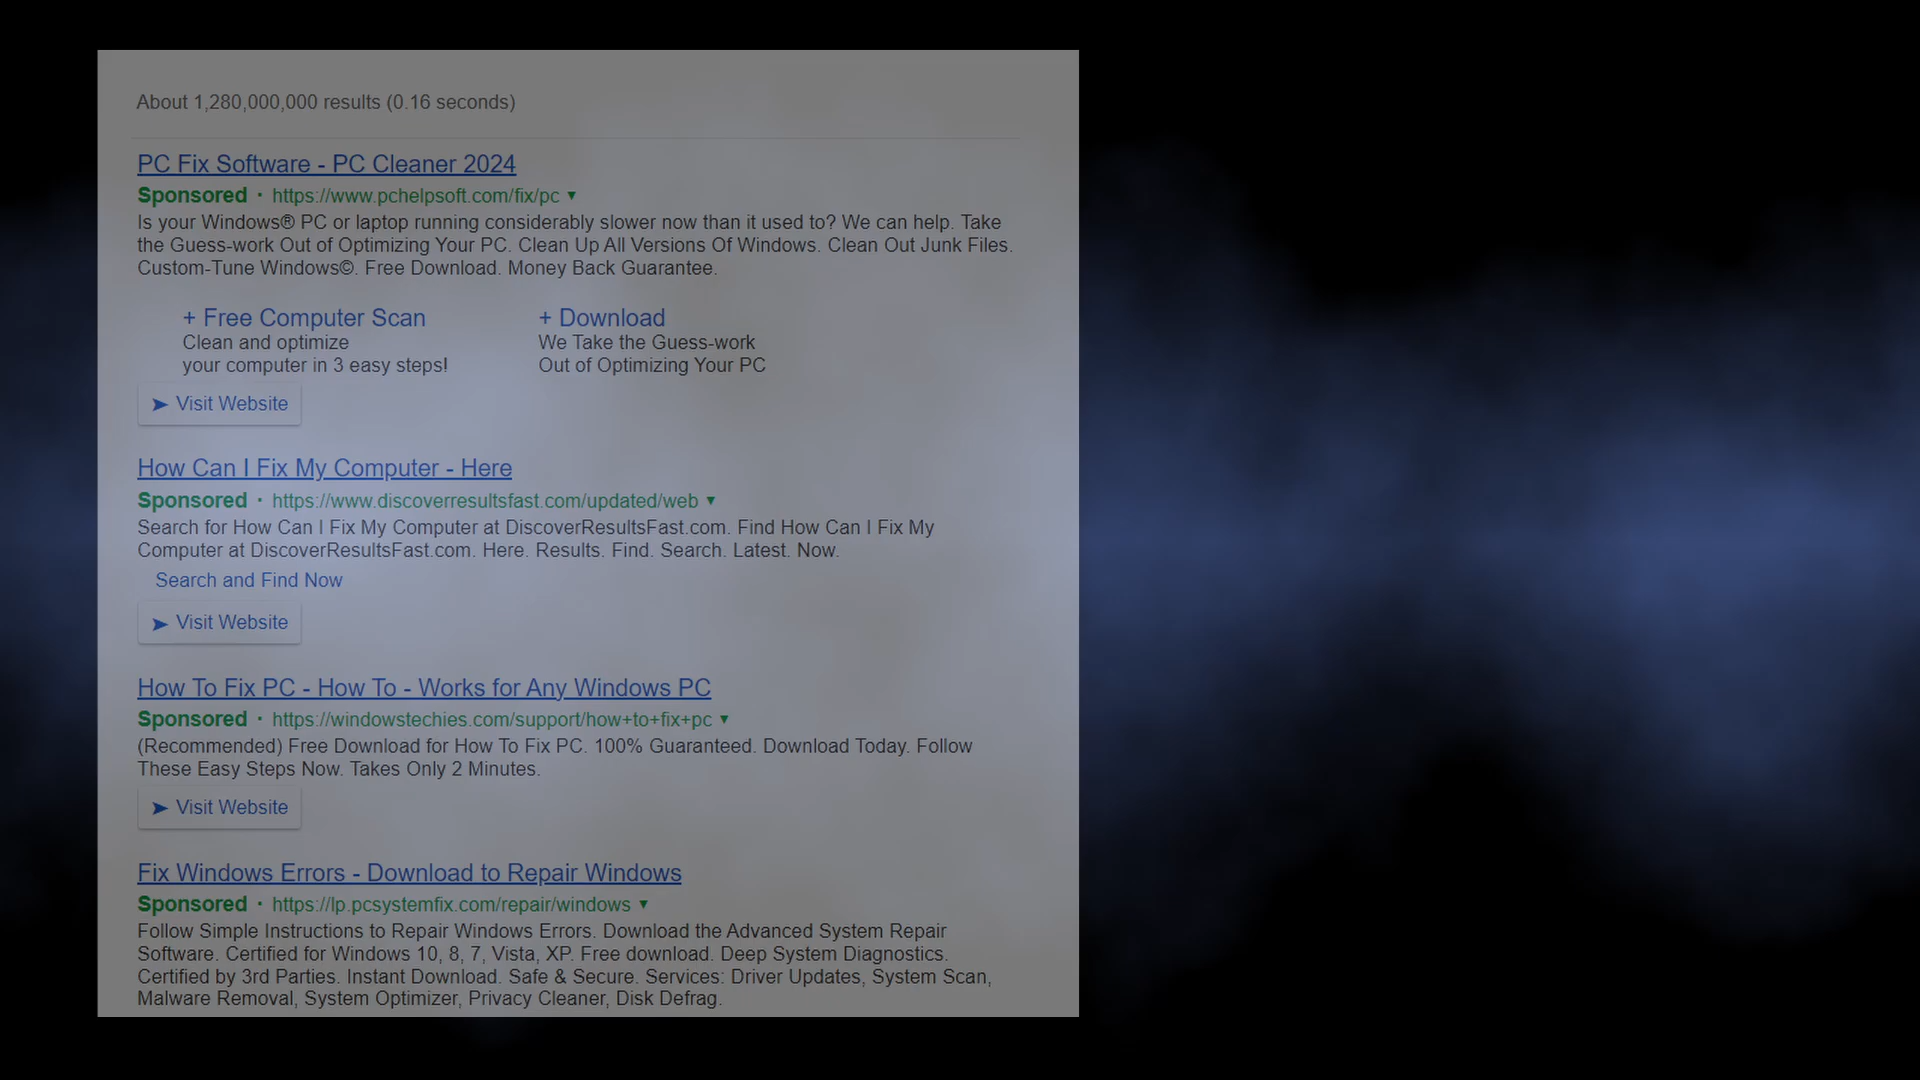 About 1,280,000,000 results (0.16 seconds)
PC Fix Software - PC Cleaner 2024
Sponsored · https://www.pchelpsoft.com/fix/pc ▼
Is your Windows® PC or laptop running considerably slower now than it used to? We can help. Take
the Guess-work Out of Optimizing Your PC. Clean Up All Versions Of Windows. Clean Out Junk Files.
Custom-Tune Windows©. Free Download. Money Back Guarantee.
+ Free Computer Scan
Clean and optimize
your computer in 3 easy steps!
+ Download
We Take the Guess-work
Out of Optimizing Your PC
➤ Visit Website
How Can I Fix My Computer - Here
Sponsored · https://www.discoverresultsfast.com/updated/web ▼
Search for How Can I Fix My Computer at DiscoverResultsFast.com. Find How Can I Fix My
Computer at DiscoverResultsFast.com. Here. Results. Find. Search. Latest. Now.
Search and Find Now
➤ Visit Website
How To Fix PC - How To - Works for Any Windows PC
Sponsored · https://windowstechies.com/support/how+to+fix+pc ▼
(Recommended) Free Download for How To Fix PC. 100% Guaranteed. Download Today. Follow
These Easy Steps Now. Takes Only 2 Minutes.
➤ Visit Website
Fix Windows Errors - Download to Repair Windows
Sponsored · https://lp.pcsystemfix.com/repair/windows ▼
Follow Simple Instructions to Repair Windows Errors. Download the Advanced System Repair
Software. Certified for Windows 10, 8, 7, Vista, XP. Free download. Deep System Diagnostics.
Certified by 3rd Parties. Instant Download. Safe & Secure. Services: Driver Updates, System Scan,
Malware Removal, System Optimizer, Privacy Cleaner, Disk Defrag.